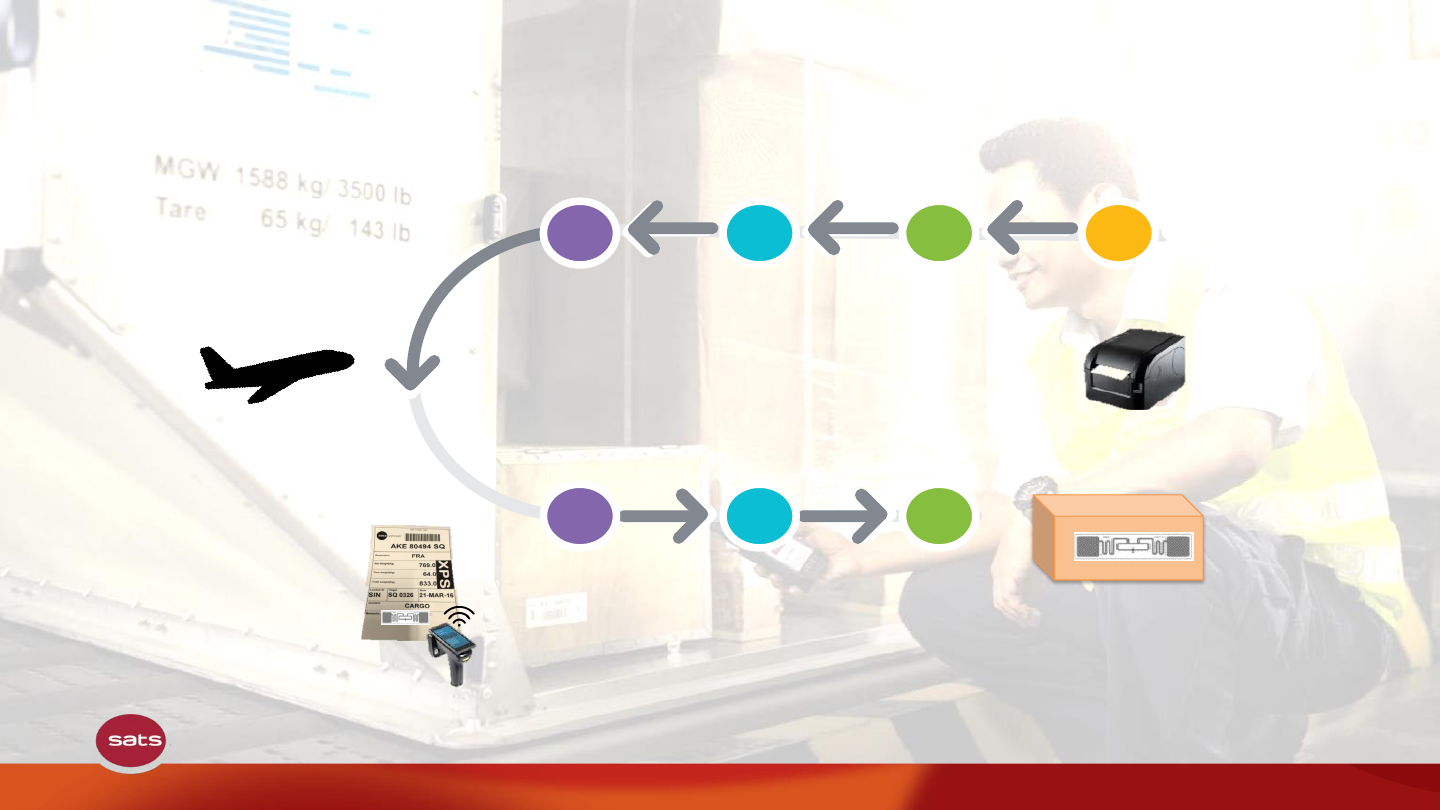 MGW 1588 kg/ 3500 lb
Tare 65 kg/ 143 lb
AKE 80494 SQ
FRA
769.0
64.0
833.0
XPS
SIN SQ 0326 21-MAR-16
CARGO
sats